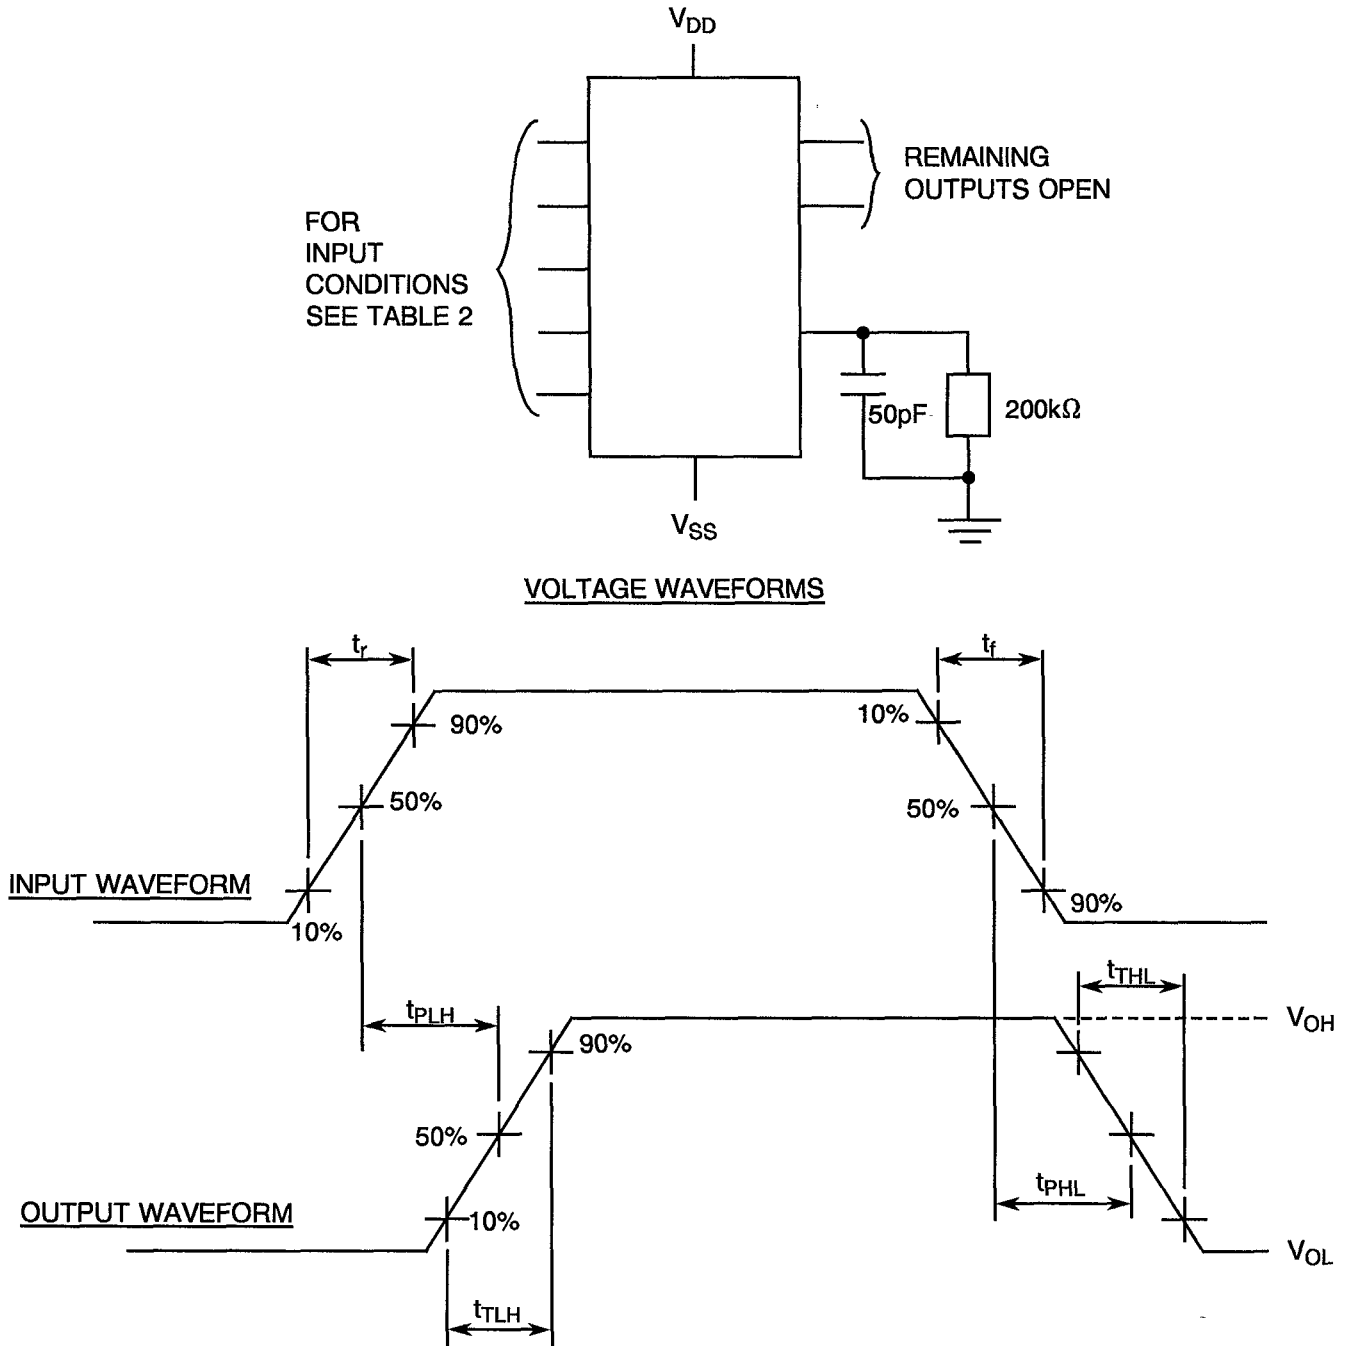 VDD
REMAINING
OUTPUTS OPEN
FOR
INPUT
CONDITIONS
SEE TABLE 2
50pF
200kΩ
VSS
VOLTAGE WAVEFORMS
tr
tf
90%
10%
50%
50%
INPUT WAVEFORM
10%
90%
tTHL
tPLH
VOH
90%
50%
tPHL
OUTPUT WAVEFORM
10%
VOL
tTLH